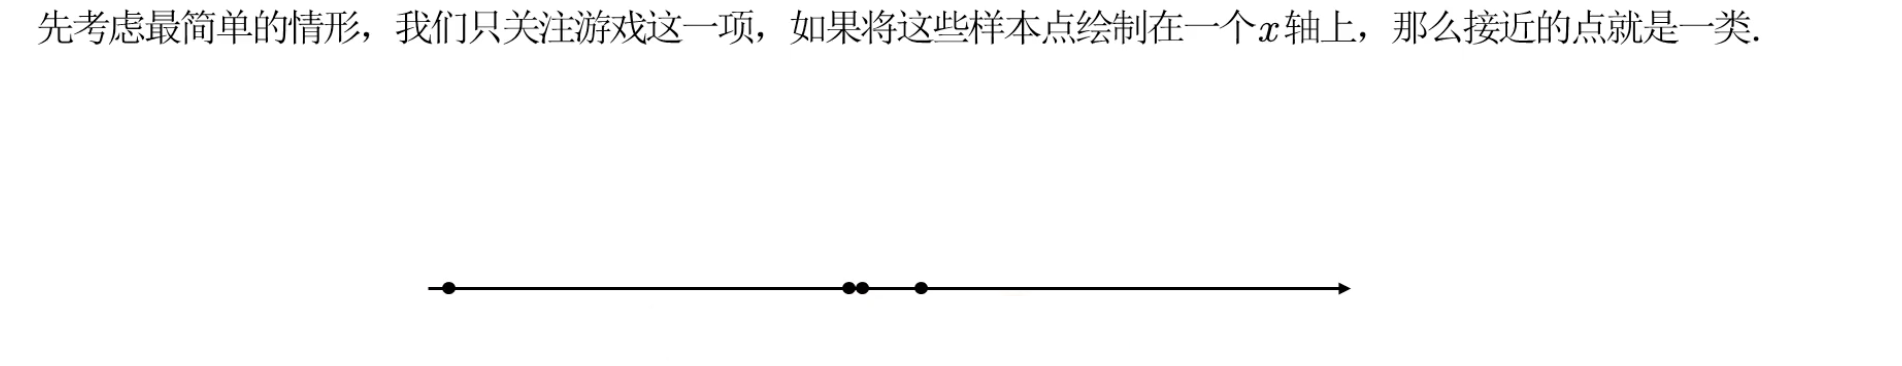 先考虑最简单的情形，我们只关注游戏这一项，如果将这些样本点绘制在一个x轴上，那么接近的点就是一类.